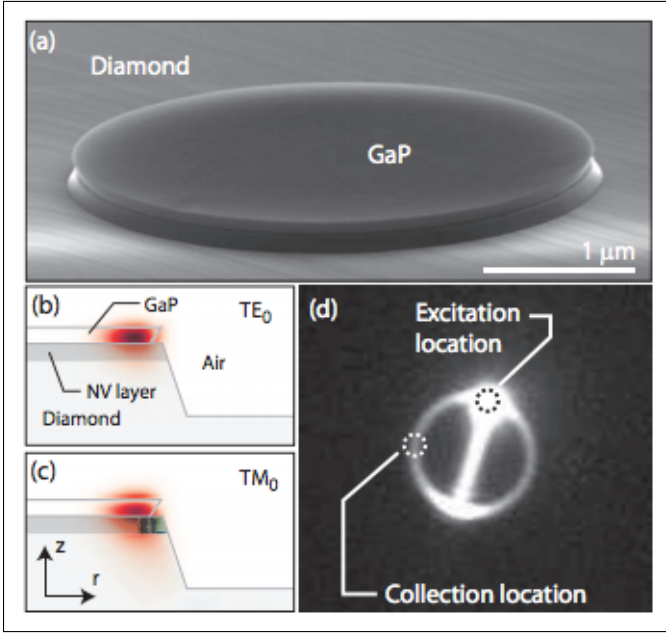 (a)
Diamond
GaP
1 μm
(b)
GaP
TE0
Air
NV layer
Diamond
(c)
TM0
z
r
(d)
Excitation
location
Collection location